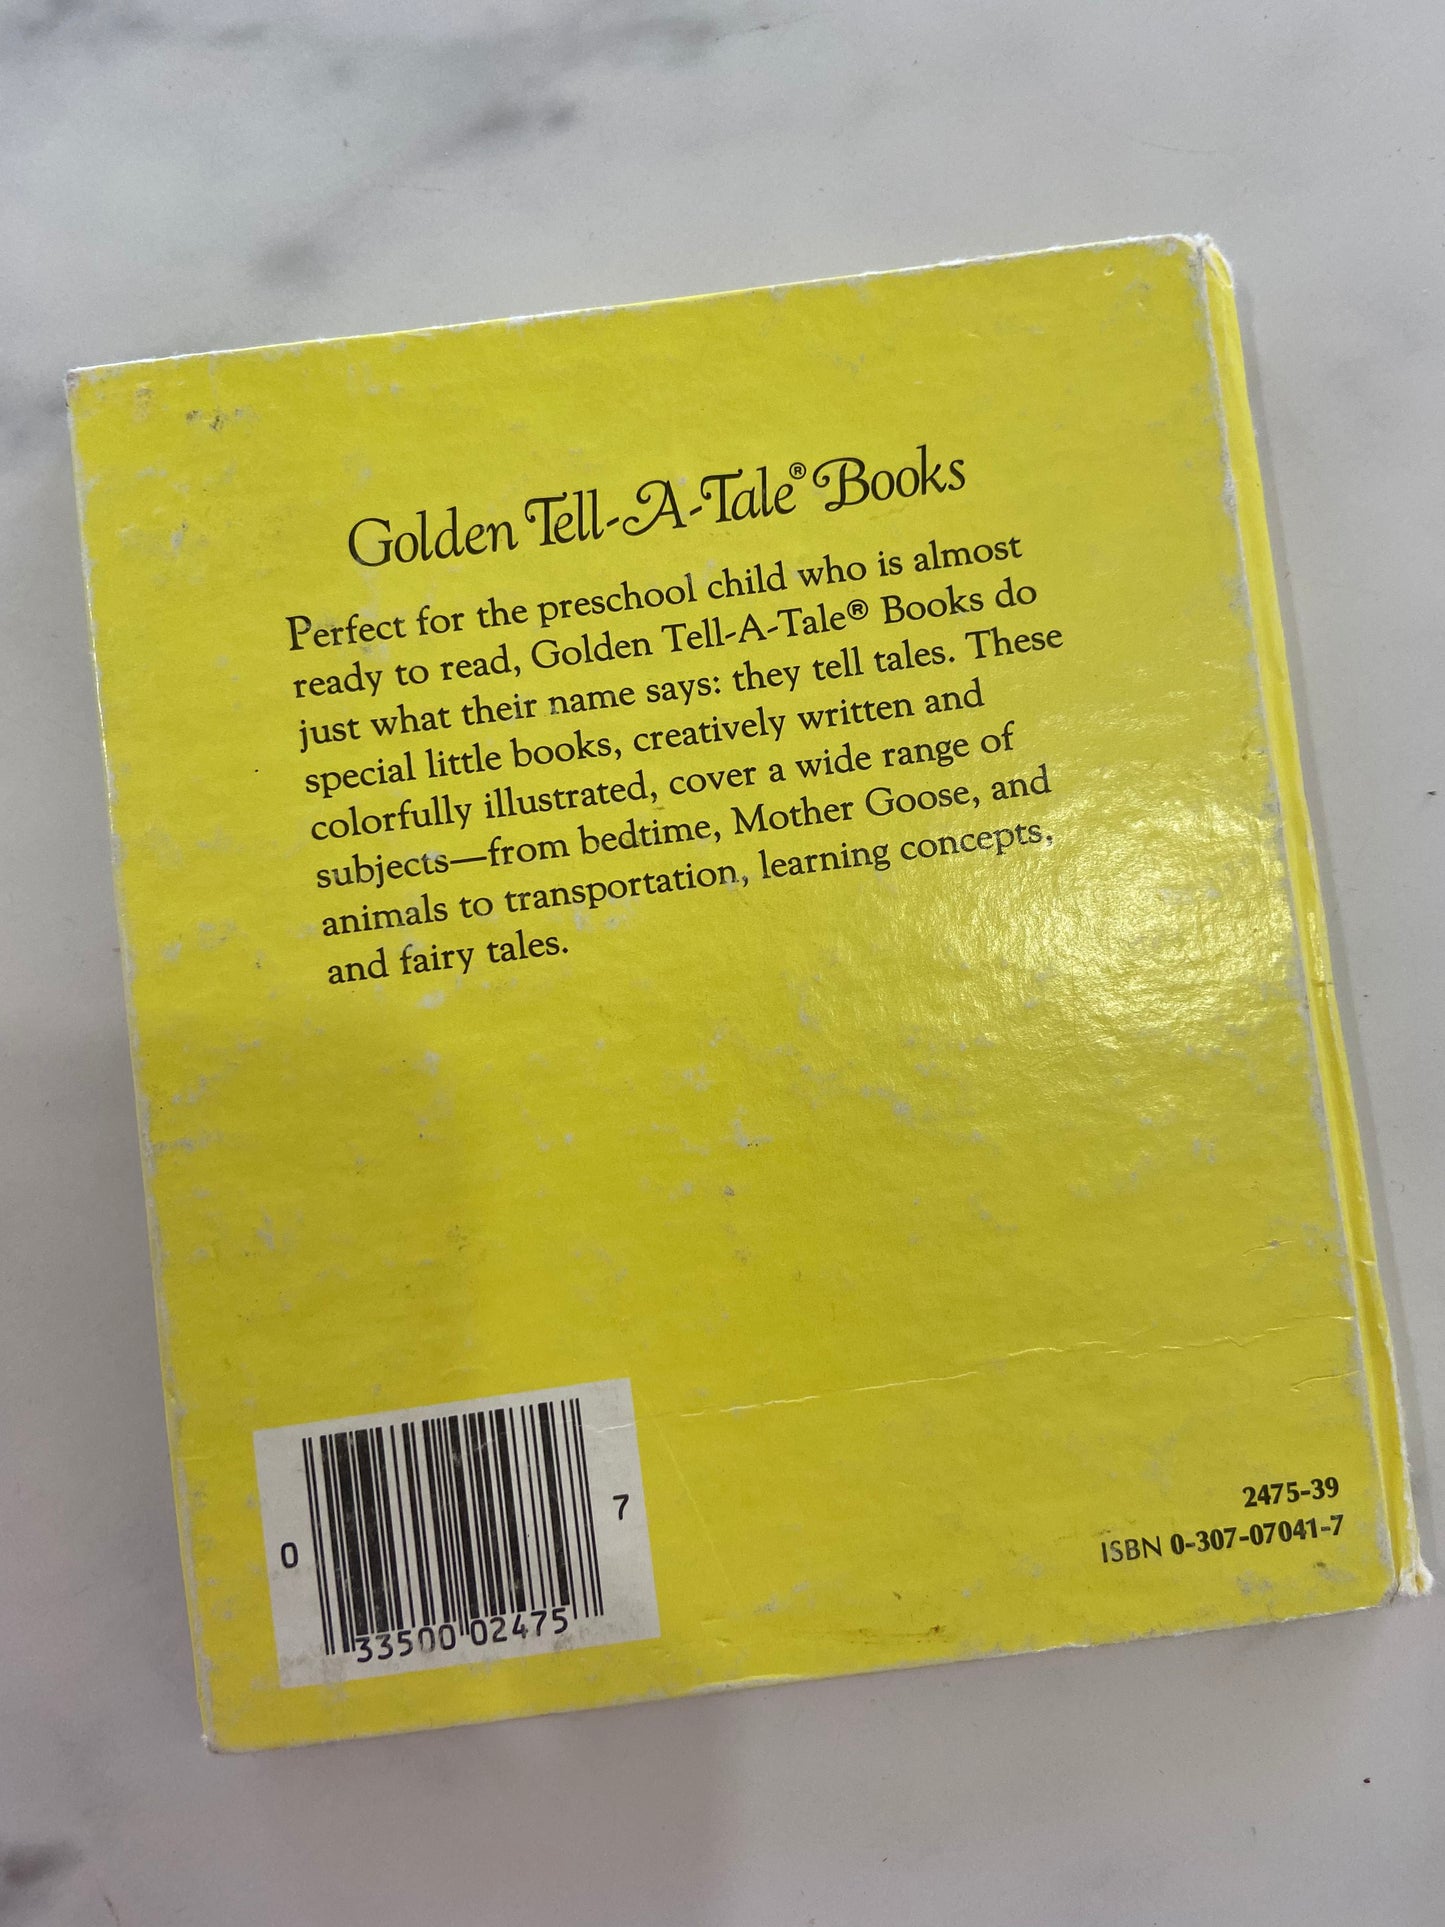 Golden Tell-A-Tale® Books
Perfect for the preschool child who is almost
ready to read, Golden Tell-A-Tale® Books do
just what their name says: they tell tales. These
special little books, creatively written and
colorfully illustrated, cover a wide range of
subjects—from bedtime, Mother Goose, and
animals to transportation, learning concepts,
and fairy tales.
0 33500 02475 7
2475-39
ISBN 0-307-07041-7